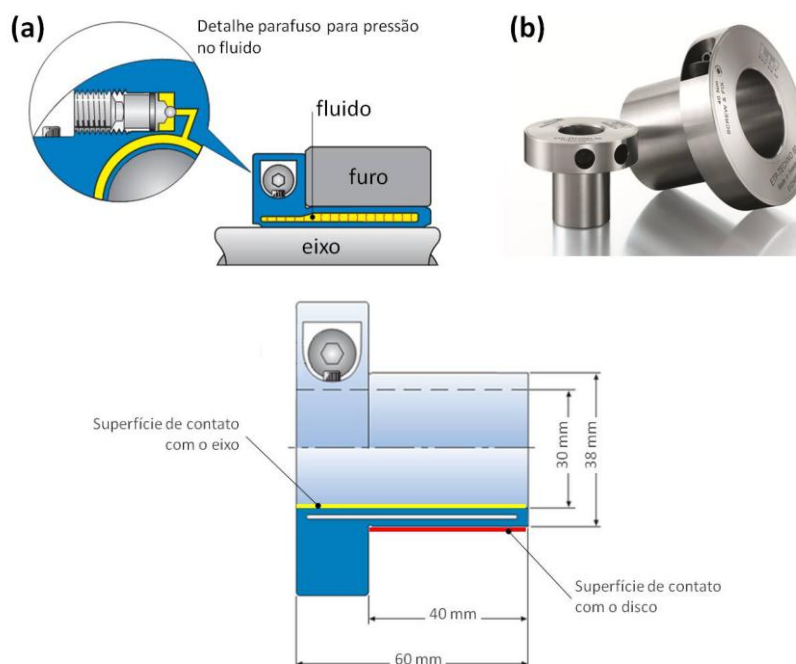 (a)
Detalhe parafuso para pressão
no fluido
fluido
furo
eixo
(b)
Superfície de contato
com o eixo
30 mm
38 mm
Superfície de contato
com o disco
40 mm
60 mm